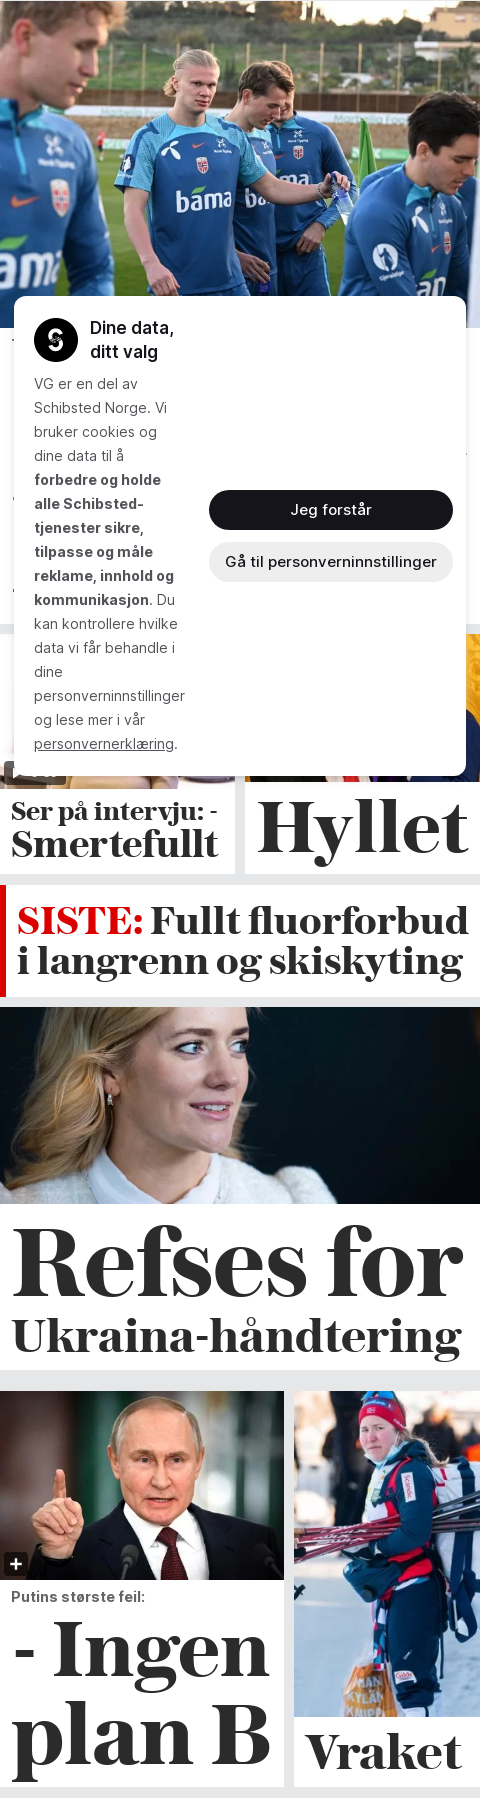 bama
bama
bama
Dine data,
ditt valg
VG er en del av
Schibsted Norge. Vi
bruker cookies og
dine data til å
forbedre og holde
alle Schibsted-
tjenester sikre,
tilpasse og måle
reklame, innhold og
kommunikasjon. Du
kan kontrollere hvilke
data vi får behandle i
dine
personverninnstillinger
og lese mer i vår
personvernerklæring.
Jeg forstår
Gå til personverninnstillinger
Ser på intervju: -
Smertefullt
Hyllet
SISTE: Fullt fluorforbud
i langrenn og skiskyting
Refses for
Ukraina-håndtering
Putins største feil:
- Ingen
plan B
Vraket